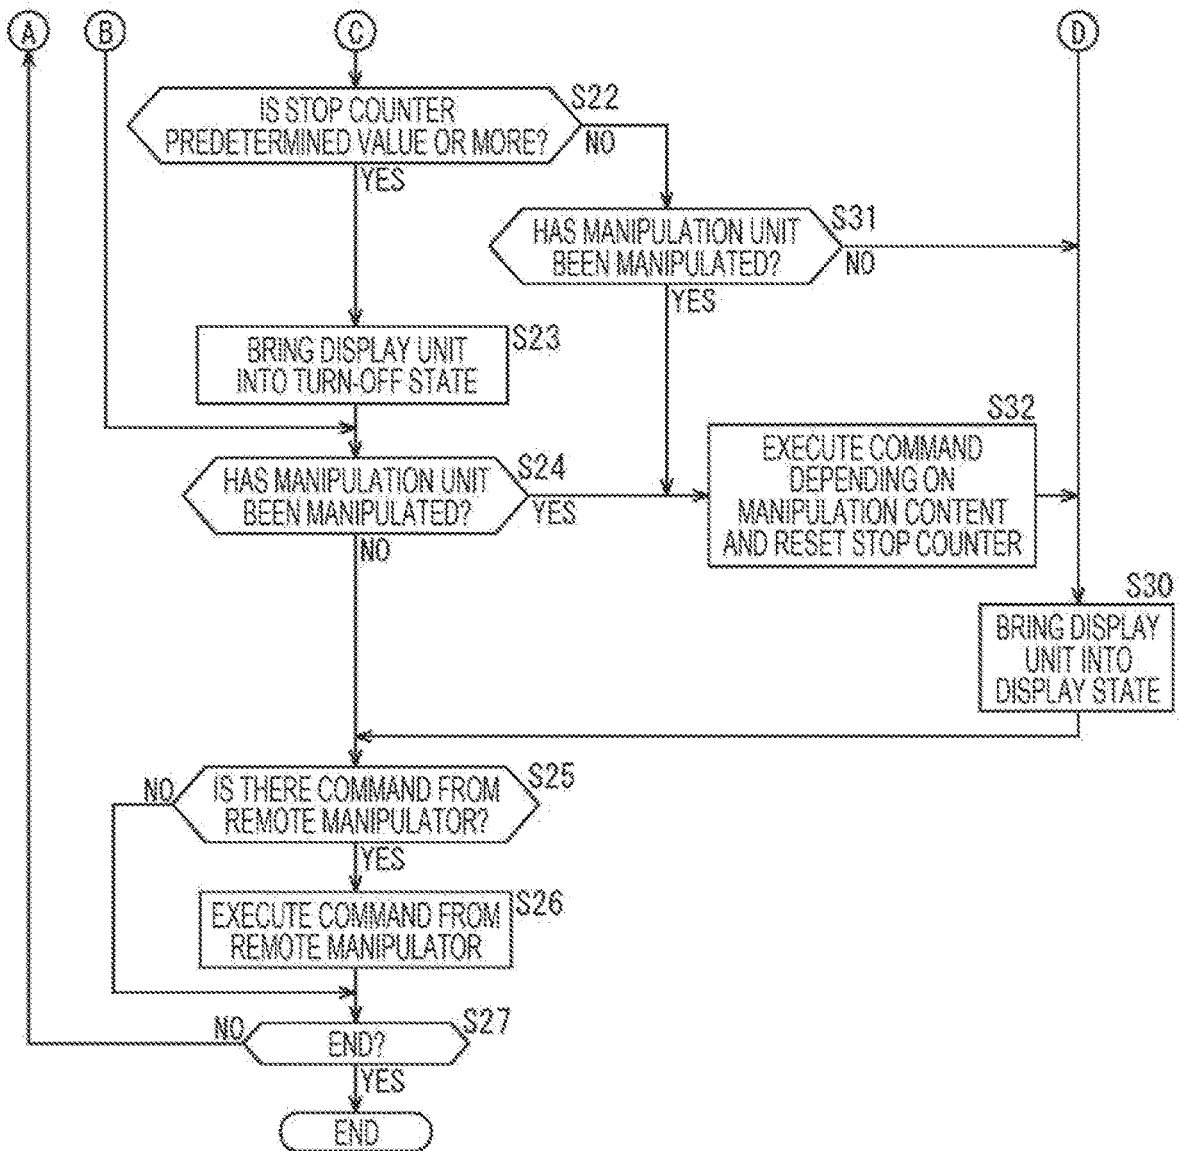 A
B
C
D
IS STOP COUNTER
PREDETERMINED VALUE OR MORE?
S22
NO
YES
HAS MANIPULATION UNIT
BEEN MANIPULATED?
S31
NO
YES
BRING DISPLAY UNIT
INTO TURN-OFF STATE
S23
HAS MANIPULATION UNIT
BEEN MANIPULATED?
S24
YES
NO
S32
EXECUTE COMMAND
DEPENDING ON
MANIPULATION CONTENT
AND RESET STOP COUNTER
S30
BRING DISPLAY
UNIT INTO
DISPLAY STATE
NO
IS THERE COMMAND FROM
REMOTE MANIPULATOR?
S25
YES
EXECUTE COMMAND FROM
REMOTE MANIPULATOR
S26
NO
END?
S27
YES
END